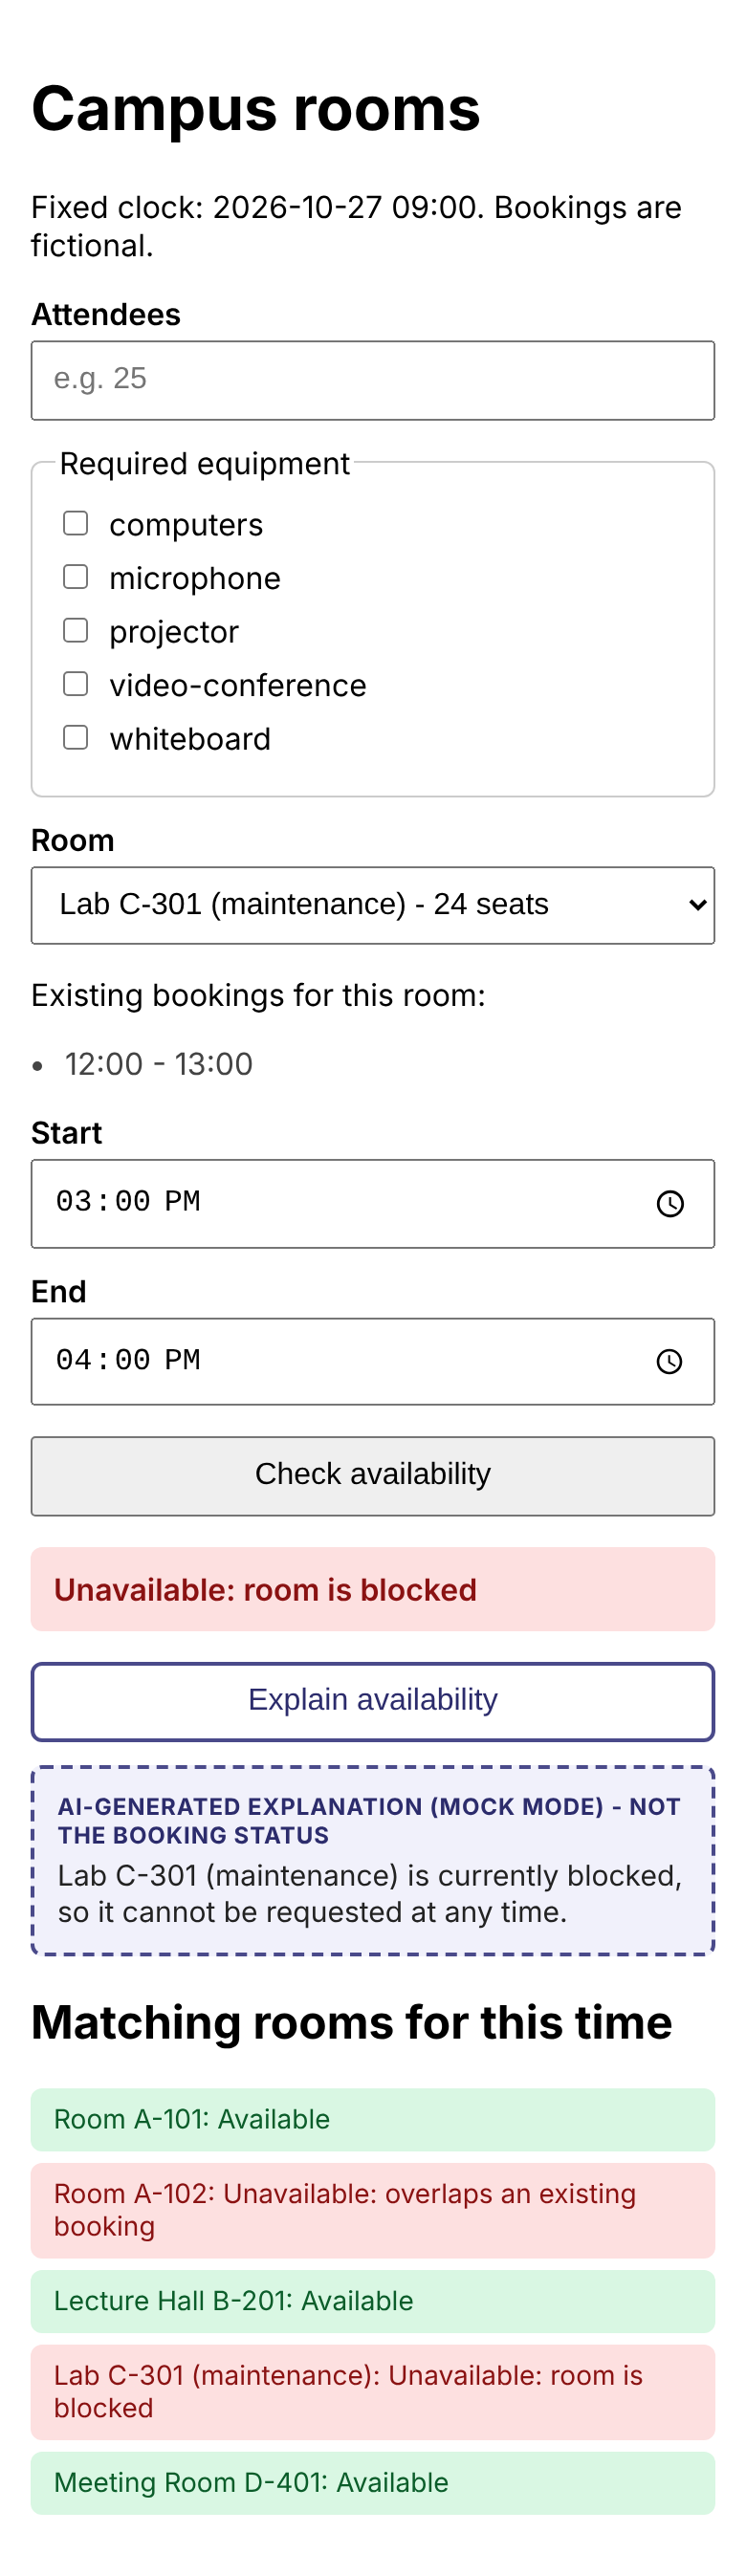 Campus rooms
Fixed clock: 2026-10-27 09:00. Bookings are
fictional.
Attendees
e.g. 25
Required equipment
computers
microphone
projector
video-conference
whiteboard
Room
Lab C-301 (maintenance) - 24 seats
Existing bookings for this room:
• 12:00 - 13:00
Start
03:00 PM
End
04:00 PM
Check availability
Unavailable: room is blocked
Explain availability
AI-GENERATED EXPLANATION (MOCK MODE) - NOT
THE BOOKING STATUS
Lab C-301 (maintenance) is currently blocked,
so it cannot be requested at any time.
Matching rooms for this time
Room A-101: Available
Room A-102: Unavailable: overlaps an existing
booking
Lecture Hall B-201: Available
Lab C-301 (maintenance): Unavailable: room is
blocked
Meeting Room D-401: Available